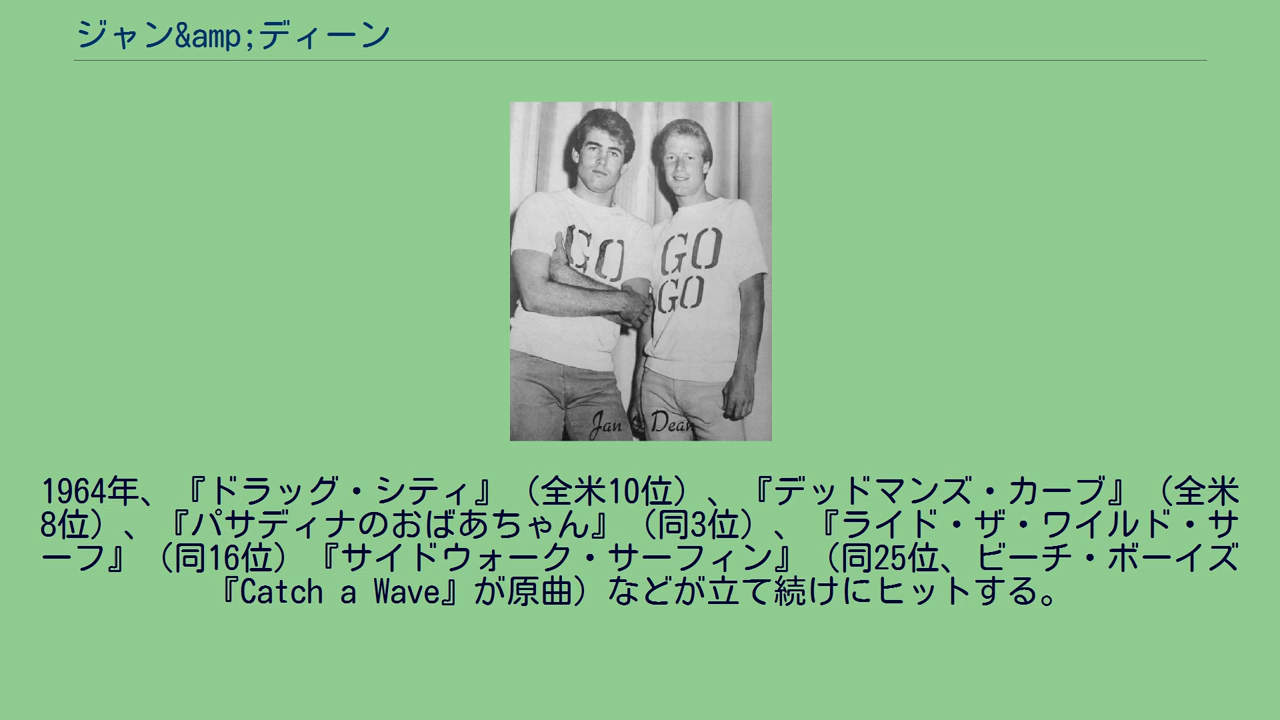 ジャン&amp;ディーン
GO
GO
GO
Jan & Dean
1964年、『ドラッグ・シティ』（全米10位）、『デッドマンズ・カーブ』（全米
8位）、『パサディナのおばあちゃん』（同3位）、『ライド・ザ・ワイルド・サ
ーフ』（同16位）『サイドウォーク・サーフィン』（同25位、ビーチ・ボーイズ
『Catch a Wave』が原曲）などが立て続けにヒットする。